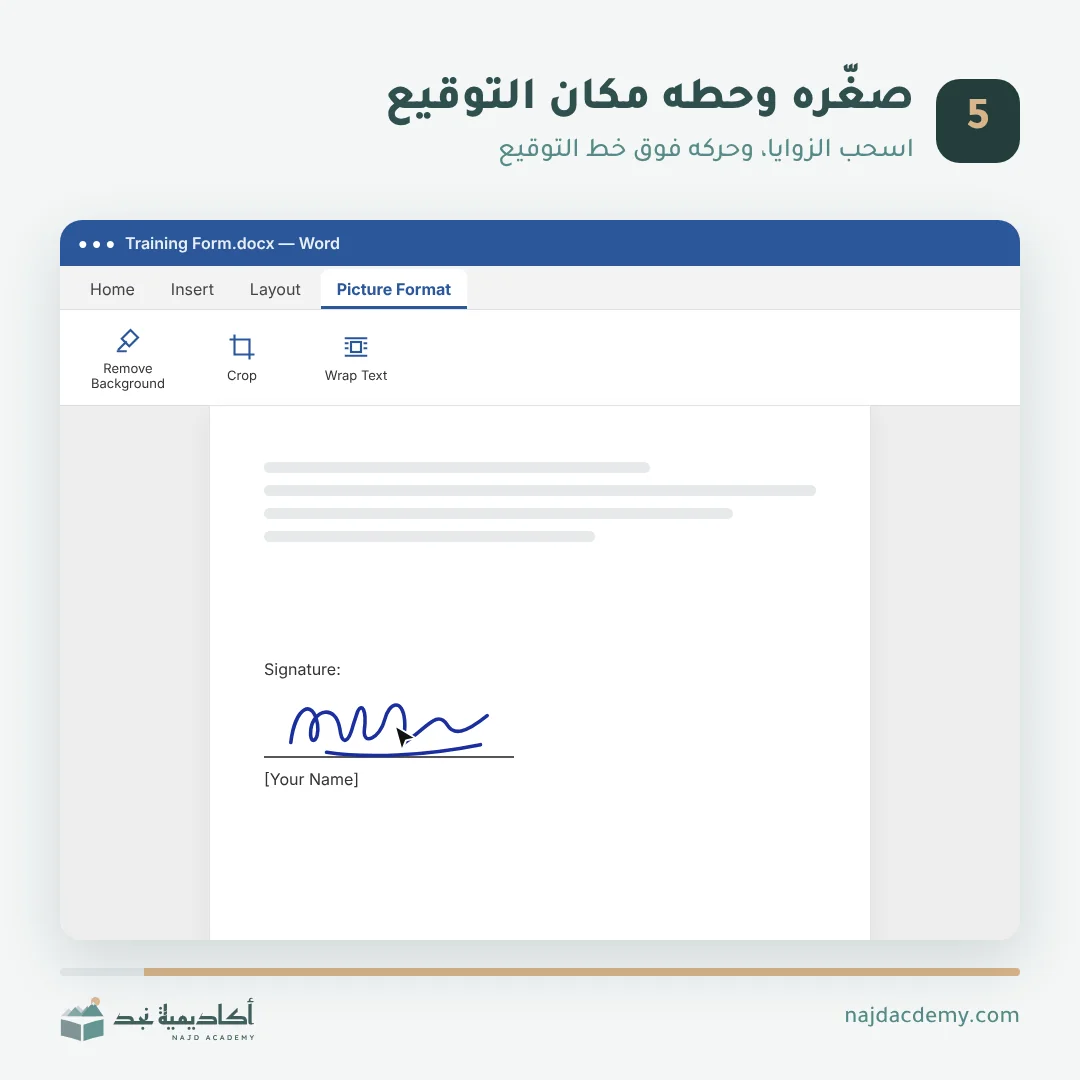 5
صغّره وحطه مكان التوقيع
اسحب الزوايا، وحركه فوق خط التوقيع
Training Form.docx — Word
Home Insert Layout Picture Format
Remove Background
Crop
Wrap Text
Signature:
[Your Name]
أكاديمية نجد
NAJD ACADEMY
najdacdemy.com